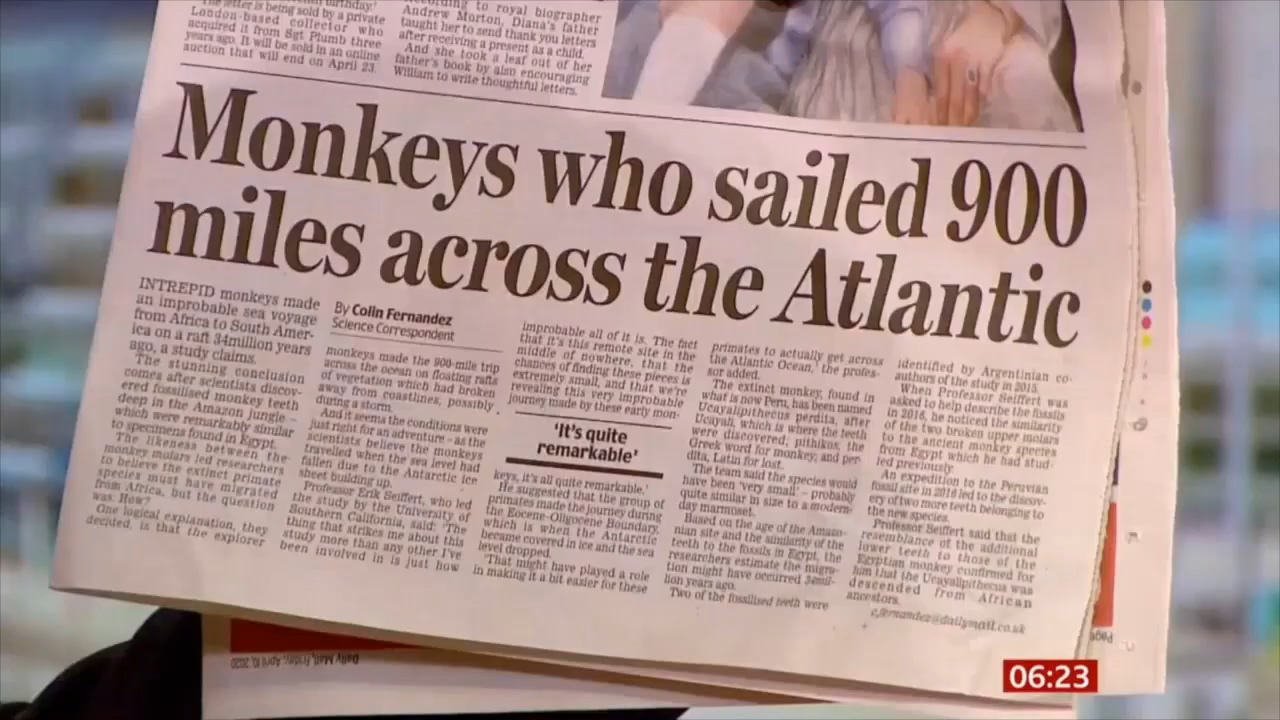 The letter is being sold by a private
London-based collector who
acquired it from Sgt Plumb three
years ago. It will be sold in an online
auction that will end on April 23.
According to royal biographer
Andrew Morton, Diana's father
taught her to send thank you letters
after receiving a present as a child.
And she took a leaf out of her
father's book by also encouraging
William to write thoughtful letters.
Monkeys who sailed 900
miles across the Atlantic
INTREPID monkeys made
an improbable sea voyage
from Africa to South Amer-
ica on a raft 34million years
ago, a study claims.
The stunning conclusion
comes after scientists discov-
ered fossilised monkey teeth
deep in the Amazon jungle –
which were remarkably similar
to specimens found in Egypt.
The likeness between the
monkey molars led researchers
to believe the extinct primate
species must have migrated
from Africa, but the question
was: How?
One logical explanation, they
decided, is that the explorer
By Colin Fernandez
Science Correspondent
monkeys made the 900-mile trip
across the ocean on floating rafts
of vegetation which had broken
away from coastlines, possibly
during a storm.
And it seems the conditions were
just right for an adventure – as the
scientists believe the monkeys
travelled when the sea level had
fallen due to the Antarctic ice
sheet building up.
Professor Erik Seiffert, who led
the study by the University of
Southern California, said: 'The
thing that strikes me about this
study more than any other I've
been involved in is just how
improbable all of it is. The fact
that it's this remote site in the
middle of nowhere, that the
chances of finding these pieces is
extremely small, and that we're
revealing this very improbable
journey made by these early mon-
'It's quite
remarkable'
keys, it's all quite remarkable.'
He suggested that the group of
primates made the journey during
the Eocene-Oligocene Boundary,
which is when the Antarctic
became covered in ice and the sea
level dropped.
'That might have played a role
in making it a bit easier for these
primates to actually get across
the Atlantic Ocean,' the profes-
sor added.
The extinct monkey, found in
what is now Peru, has been named
Ucayalipithecus perdita, after
Ucayali, which is where the teeth
were discovered; pithikos, the
Greek word for monkey; and per-
dita, Latin for lost.
The team said the species would
have been 'very small' – probably
quite similar in size to a modern-
day marmoset.
Based on the age of the Amazo-
nian site and the similarity of the
teeth to the fossils in Egypt, the
researchers estimate the migra-
tion might have occurred 34mil-
lion years ago.
Two of the fossilised teeth were
identified by Argentinian co-
authors of the study in 2015.
When Professor Seiffert was
asked to help describe the fossils
in 2016, he noticed the similarity
of the two broken upper molars
to the ancient monkey species
from Egypt which he had stud-
ied previously.
An expedition to the Peruvian
fossil site in 2016 led to the discov-
ery of two more teeth belonging to
the new species.
Professor Seiffert said that the
resemblance of the additional
lower teeth to those of the
Egyptian monkey confirmed for
him that the Ucayalipithecus was
descended from African
ancestors.
c.fernandez@dailymail.co.uk
Page
Daily Mail, Friday, April 10, 2020
06:23